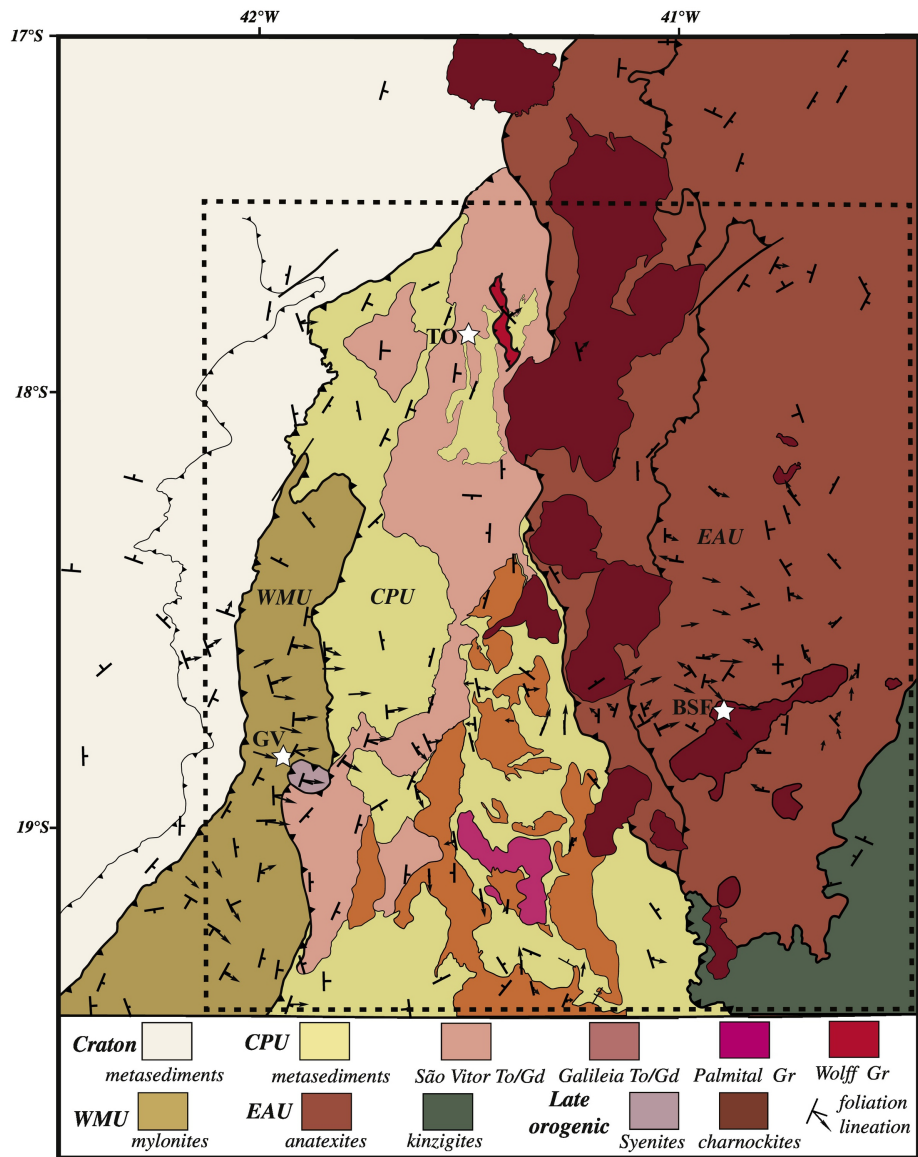 42°W 41°W
17°S
TO
18°S
EAU
WMU CPU
BSF
GV
19°S
Craton CPU
metasediments metasediments São Vitor To/Gd Galileia To/Gd Palmital Gr Wolff Gr
WMU EAU Late orogenic foliation lineation
mylonites anatexites kinzigites Syenites charnockites